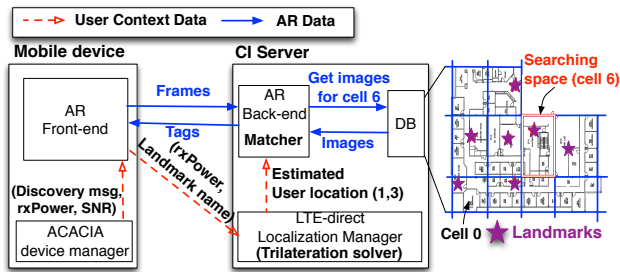 User Context Data
AR Data
Mobile device
CI Server
Searching
space (cell 6)
AR
Front-end
Frames
Tags
(rxPower,
Landmark name)
AR
Back-end
Matcher
Get images
for cell 6
Images
DB
(Discovery msg,
rxPower, SNR)
Estimated
User location (1,3)
ACACIA
device manager
LTE-direct
Localization Manager
(Trilateration solver)
Cell 0
Landmarks